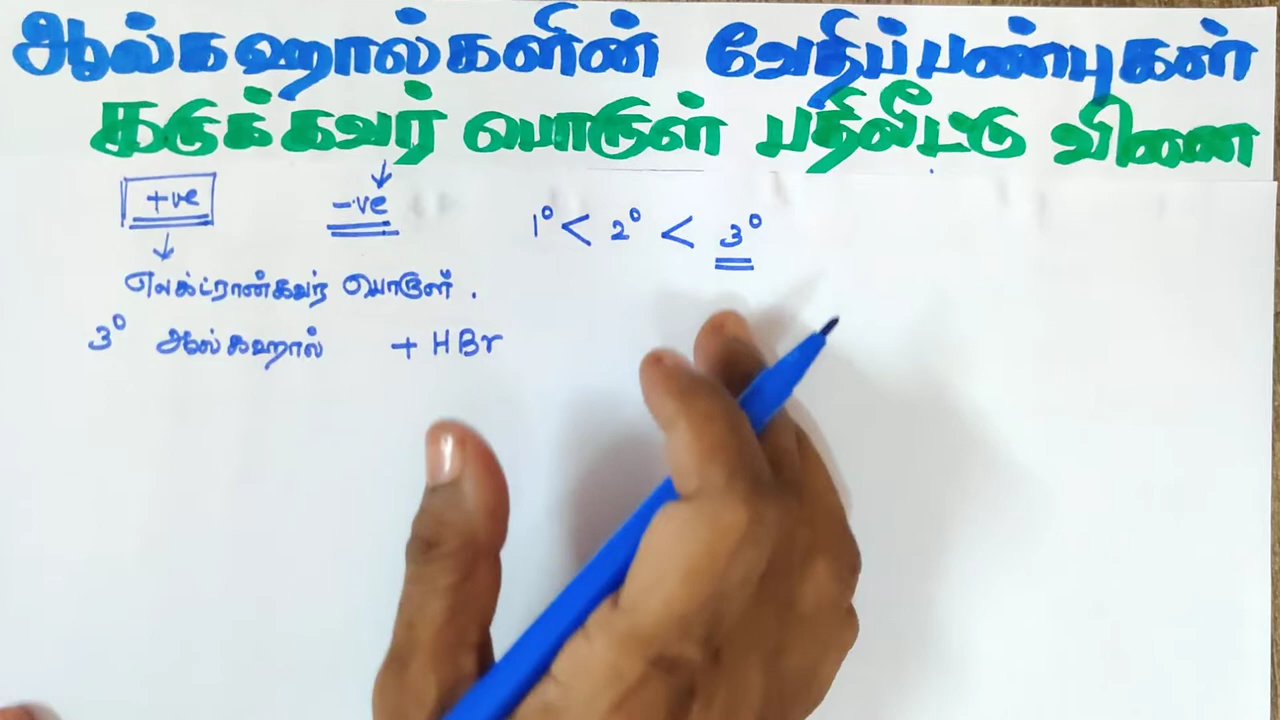 ஆல்கஹால்களின் வேதிப்பண்புகள்
கருக்கவர் பொருள் பதிலீட்டு வினை
+ve
-ve
1° < 2° < 3°
எலக்ட்ரான்கவர் பொருள் .
3° ஆல்கஹால் + HBr